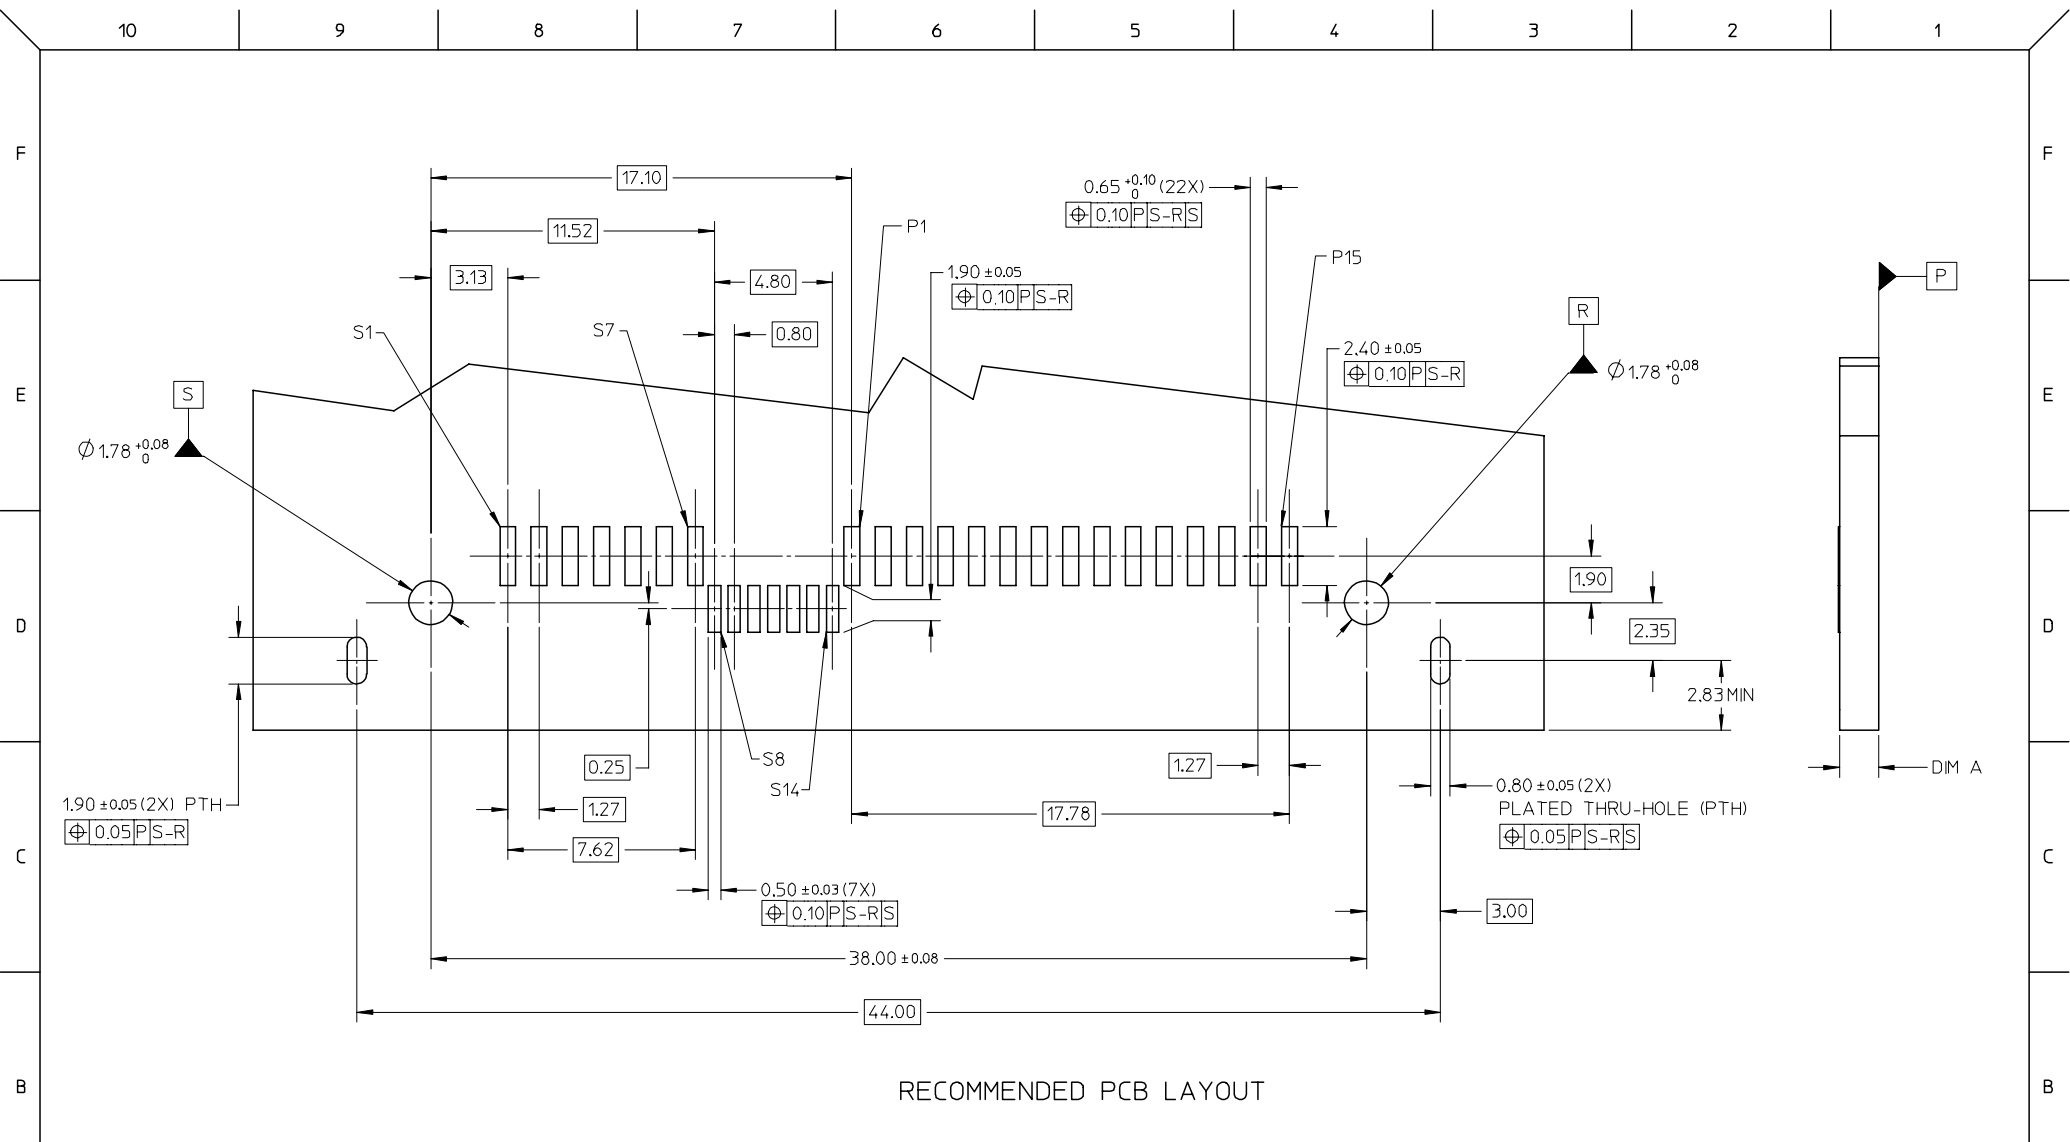 10 9 8 7 6 5 4 3 2 1
F F
17.10
0.65 +0.10 0 (22X)
⌖ 0.10 P S-R S
11.52
P1
P15
3.13
4.80
1.90 ±0.05
⌖ 0.10 P S-R
P
R
S1
S7
0.80
2.40 ±0.05
⌖ 0.10 P S-R
Ø1.78 +0.08 0
E E
S
Ø1.78 +0.08 0
1.90
D D
2.35
2.83 MIN
S8
0.25
1.27
DIM A
S14
0.80 ±0.05 (2X)
PLATED THRU-HOLE (PTH)
⌖ 0.05 P S-R S
1.90 ±0.05 (2X) PTH
⌖ 0.05 P S-R
1.27
17.78
7.62
C C
0.50 ±0.03 (7X)
⌖ 0.10 P S-R S
3.00
38.00 ±0.08
44.00
B B
RECOMMENDED PCB LAYOUT